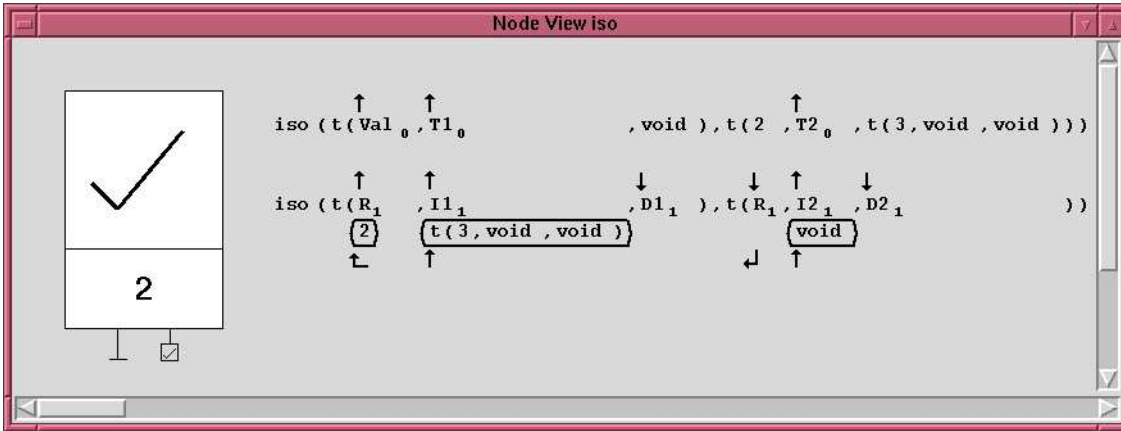 Node View iso
iso (t(Val₀ ,T1₀ ,void ),t(2 ,T2₀ ,t(3,void ,void )))
iso (t(R₁ ,I1₁ ,D1₁ ),t(R₁ ,I2₁ ,D2₁ ))
(2) (t(3,void ,void )) (void )
2